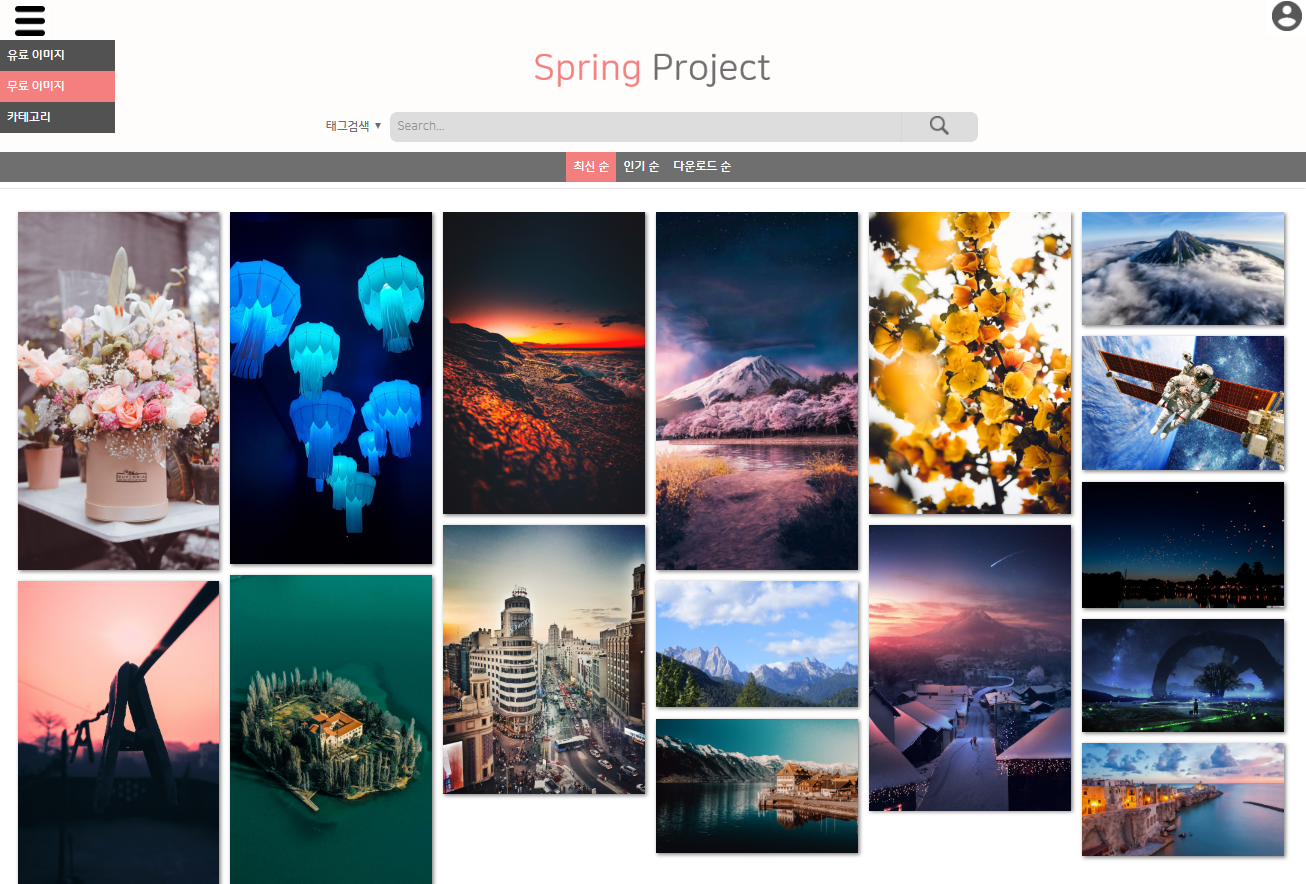 유료 이미지
무료 이미지
카테고리
Spring Project
태그검색 ▼ Search...
최신 순 인기 순 다운로드 순